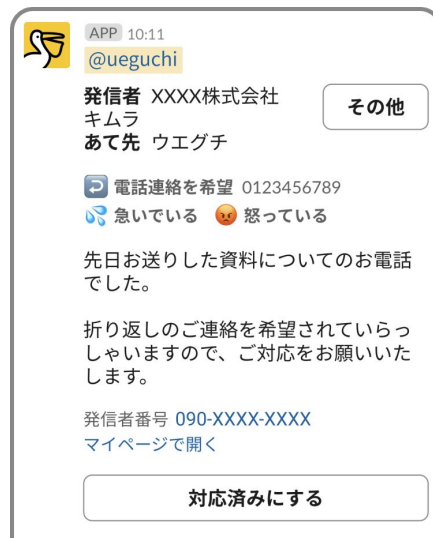 APP 10:11
@ueguchi
発信者 XXXX株式会社
キムラ
あて先 ウエグチ
その他
電話連絡を希望 0123456789
急いでいる 怒っている
先日お送りした資料についてのお電話
でした。
折り返しのご連絡を希望されていらっ
しゃいますので、ご対応をお願いいた
します。
発信者番号 090-XXXX-XXXX
マイページで開く
対応済みにする